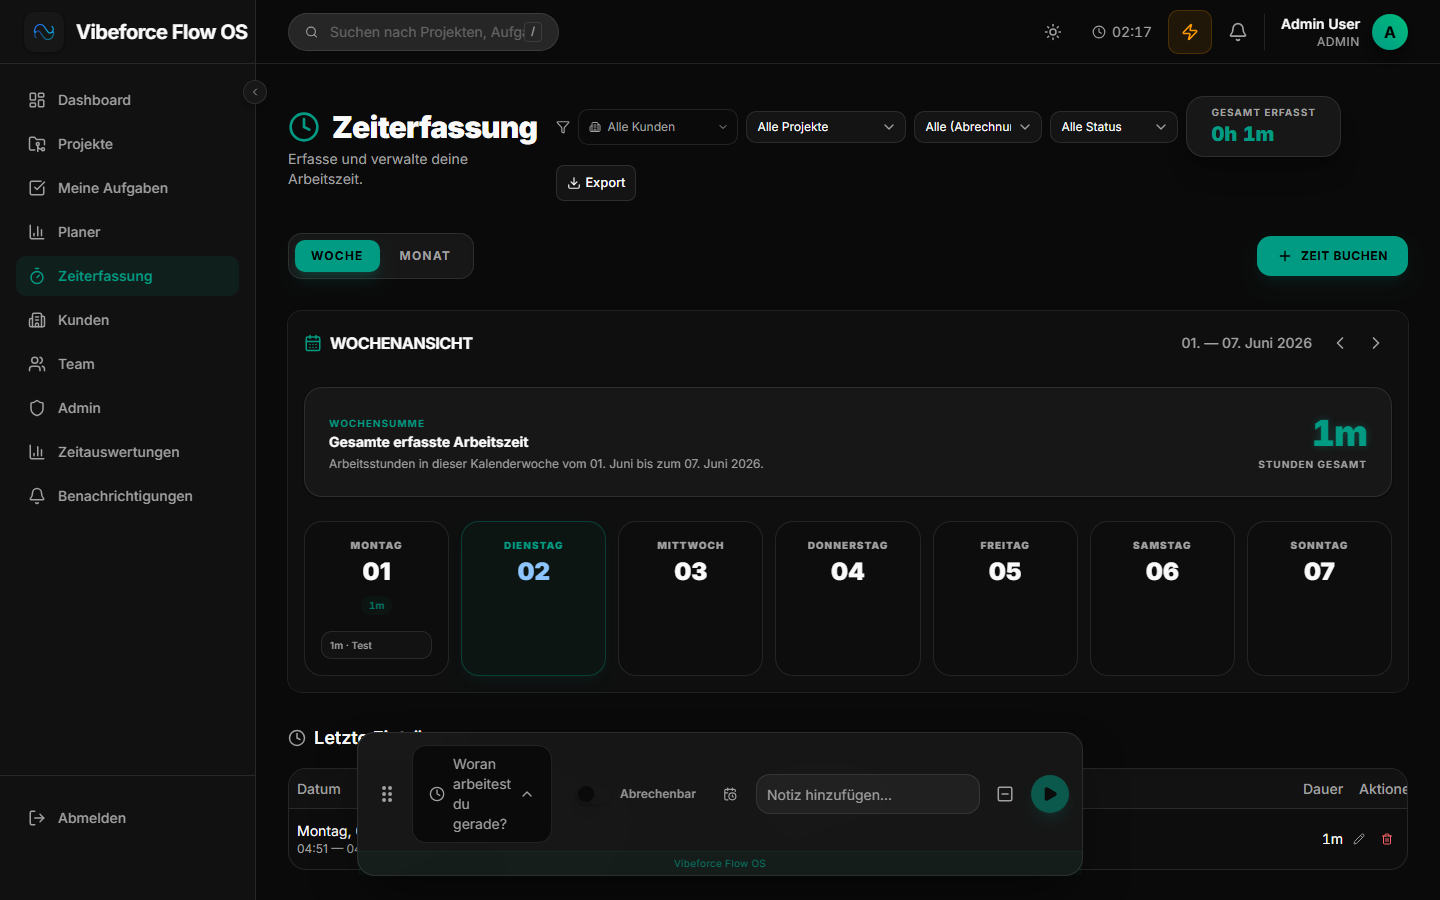 Vibeforce Flow OS
Suchen nach Projekten, Aufg
/
02:17
Admin User
ADMIN
A
Dashboard
Projekte
Meine Aufgaben
Planer
Zeiterfassung
Kunden
Team
Admin
Zeitauswertungen
Benachrichtigungen
Abmelden
Zeiterfassung
Erfasse und verwalte deine
Arbeitszeit.
Alle Kunden
Alle Projekte
Alle (Abrechnu
Alle Status
GESAMT ERFASST
0h 1m
Export
WOCHE
MONAT
ZEIT BUCHEN
WOCHENANSICHT
01. — 07. Juni 2026
WOCHENSUMME
Gesamte erfasste Arbeitszeit
Arbeitsstunden in dieser Kalenderwoche vom 01. Juni bis zum 07. Juni 2026.
1m
STUNDEN GESAMT
MONTAG
01
1m
1m · Test
DIENSTAG
02
MITTWOCH
03
DONNERSTAG
04
FREITAG
05
SAMSTAG
06
SONNTAG
07
Letzte
Datum
Dauer
Aktione
Montag,
04:51 — 04
1m
Woran
arbeitest
du
gerade?
Abrechenbar
Notiz hinzufügen...
Vibeforce Flow OS